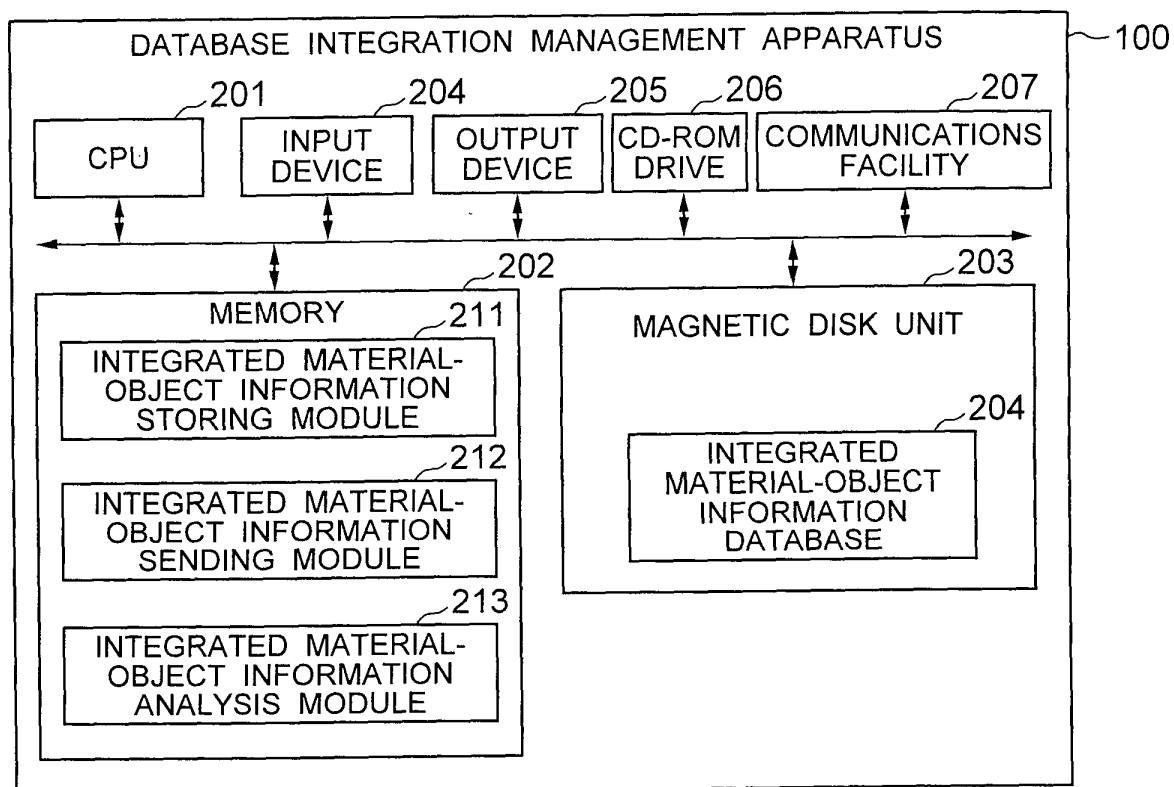 DATABASE INTEGRATION MANAGEMENT APPARATUS
100
201
204
205
206
207
CPU
INPUT
DEVICE
OUTPUT
DEVICE
CD-ROM
DRIVE
COMMUNICATIONS
FACILITY
202
MEMORY
211
INTEGRATED MATERIAL-
OBJECT INFORMATION
STORING MODULE
212
INTEGRATED MATERIAL-
OBJECT INFORMATION
SENDING MODULE
213
INTEGRATED MATERIAL-
OBJECT INFORMATION
ANALYSIS MODULE
203
MAGNETIC DISK UNIT
204
INTEGRATED
MATERIAL-OBJECT
INFORMATION
DATABASE